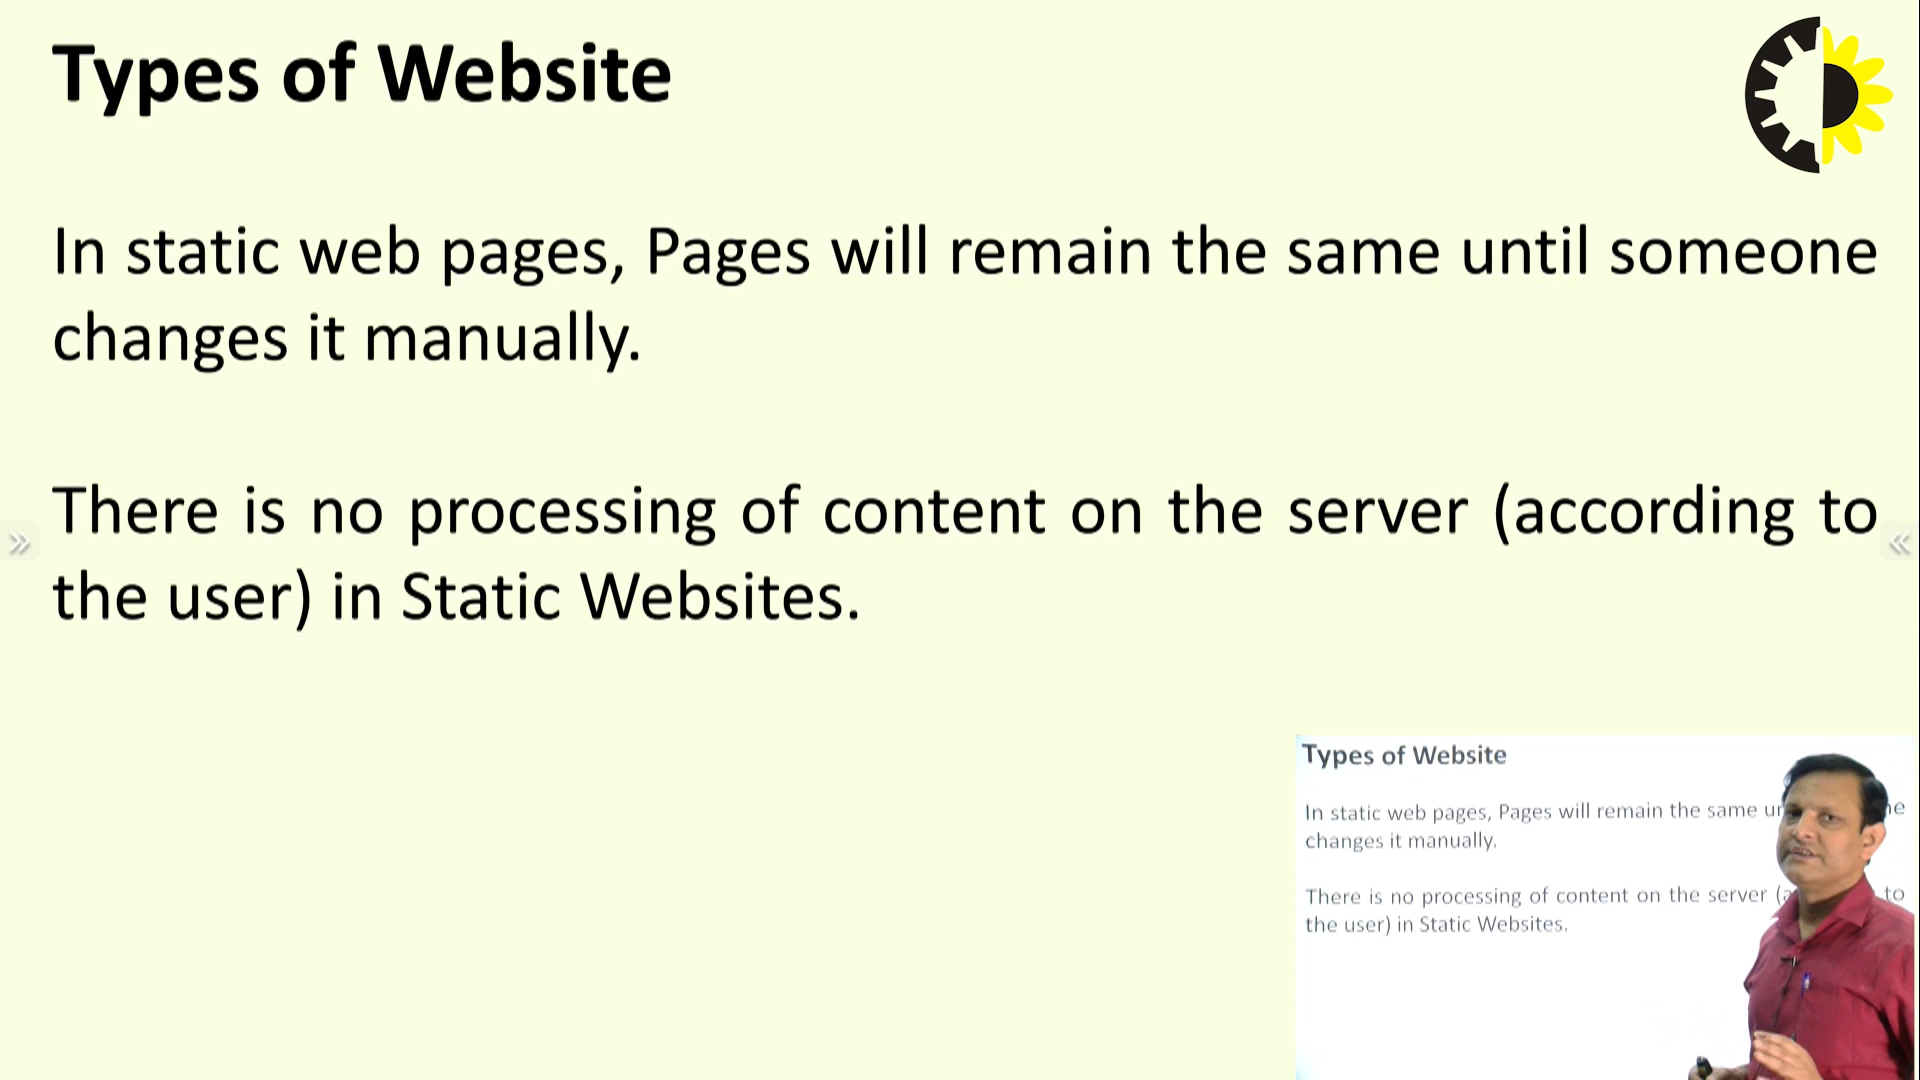 Types of Website
In static web pages, Pages will remain the same until someone
changes it manually.
There is no processing of content on the server (according to
the user) in Static Websites.
Types of Website
In static web pages, Pages will remain the same
changes it manually.
There is no processing of content on the server to
the user) in Static Websites.